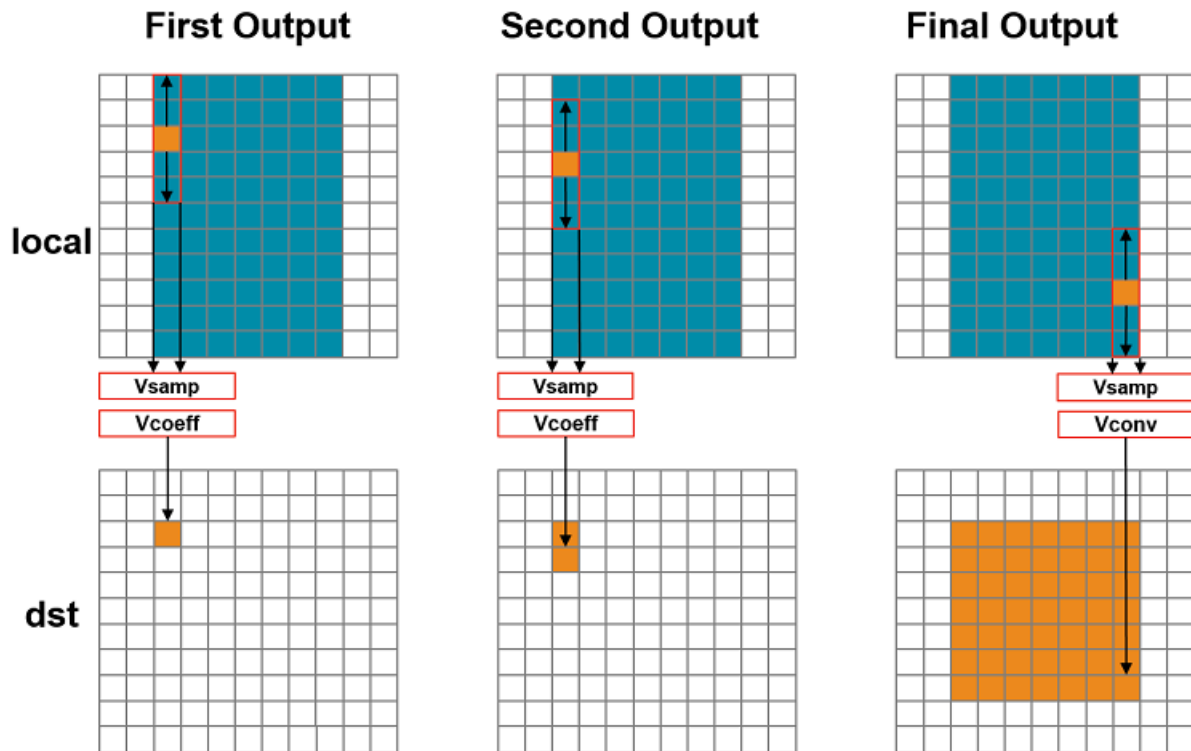 First Output
Second Output
Final Output
local
Vsamp
Vsamp
Vsamp
Vcoeff
Vcoeff
Vconv
dst